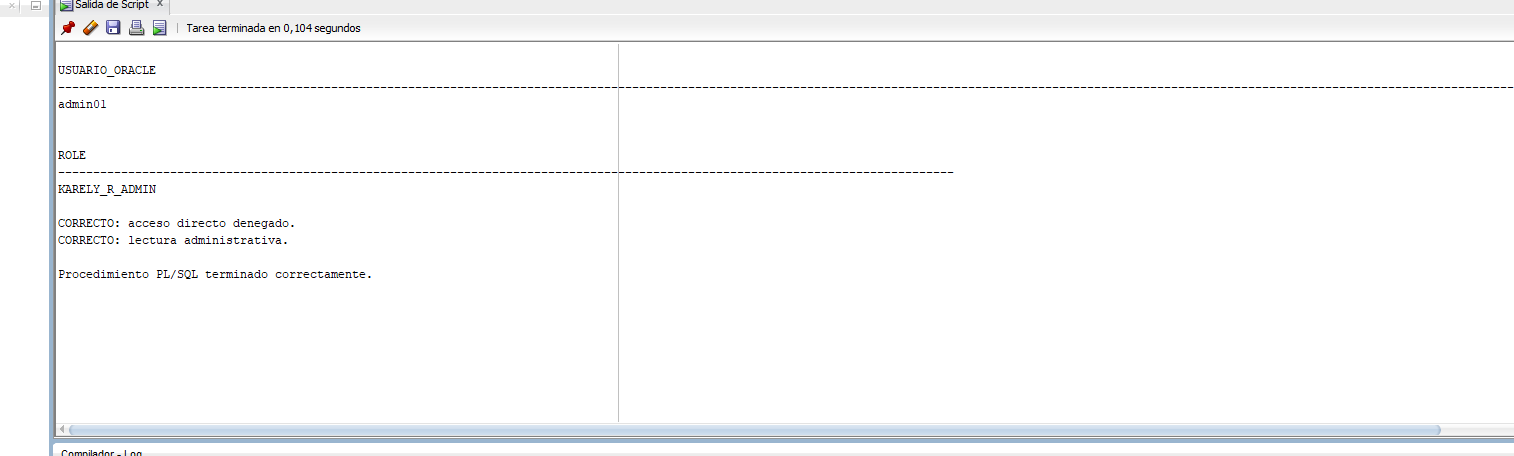 Salida de Script
Tarea terminada en 0,104 segundos
USUARIO_ORACLE
admin01
ROLE
KARELY_R_ADMIN
CORRECTO: acceso directo denegado.
CORRECTO: lectura administrativa.
Procedimiento PL/SQL terminado correctamente.
Compilador - Log